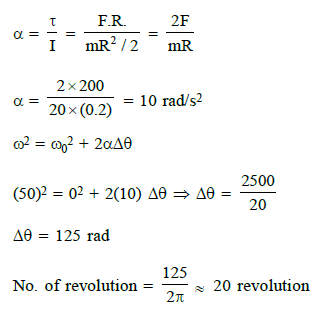 α = τ / I = F.R. / mR² / 2 = 2F / mR
α = 2 × 200 / 20 × (0.2) = 10 rad/s²
ω² = ω₀² + 2αΔθ
(50)² = 0² + 2(10) Δθ ⇒ Δθ = 2500 / 20
Δθ = 125 rad
No. of revolution = 125 / 2π ≈ 20 revolution